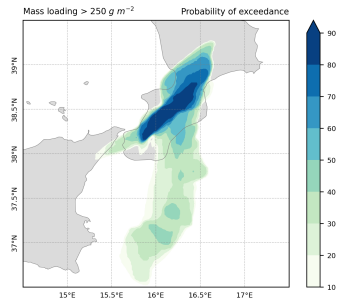 Mass loading > 250 g m⁻²
Probability of exceedance
39°N
38.5°N
38°N
37.5°N
37°N
15°E
15.5°E
16°E
16.5°E
17°E
90
80
70
60
50
40
30
20
10